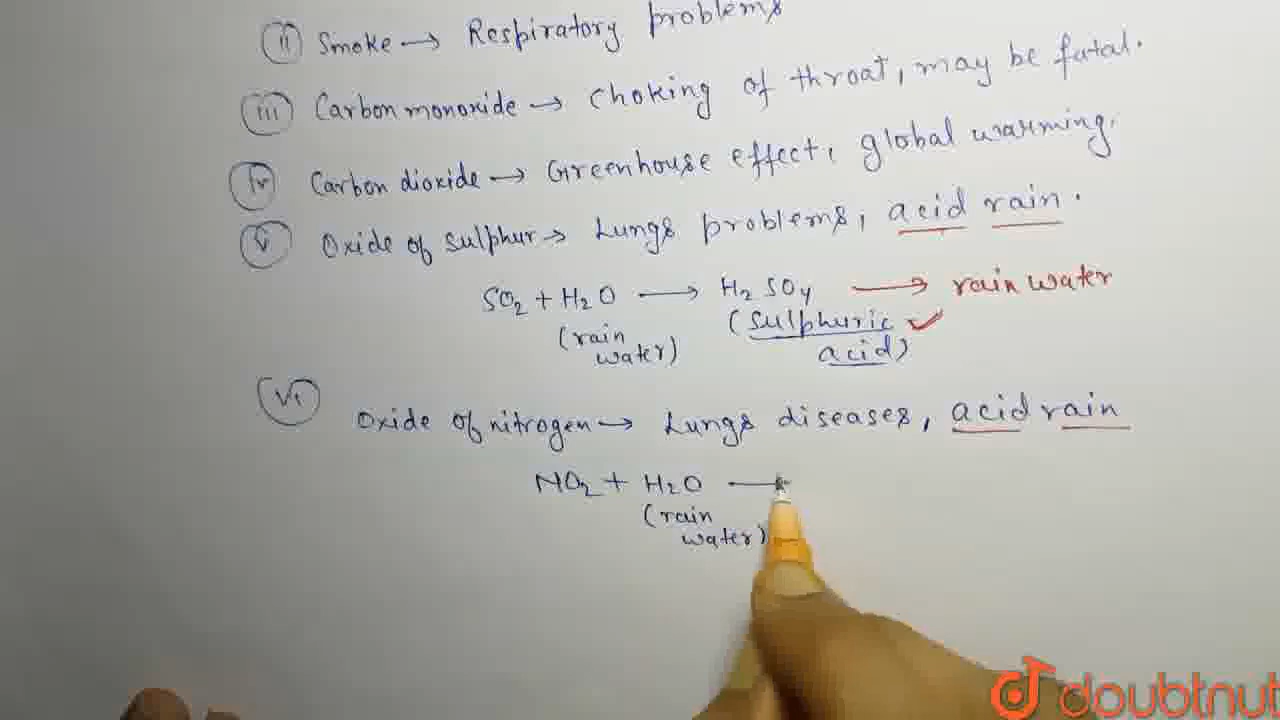 (ii) Smoke → Respiratory problems
(iii) Carbon monoxide → Choking of throat, may be fatal.
(iv) Carbon dioxide → Greenhouse effect, global warming.
(v) Oxide of sulphur → Lungs problems, acid rain.
SO₂ + H₂O → H₂SO₄ → rain water
(rain water) (sulphuric ✓ acid)
(vi) Oxide of nitrogen → Lungs diseases, acid rain
NO₂ + H₂O →
(rain water)
doubtnut